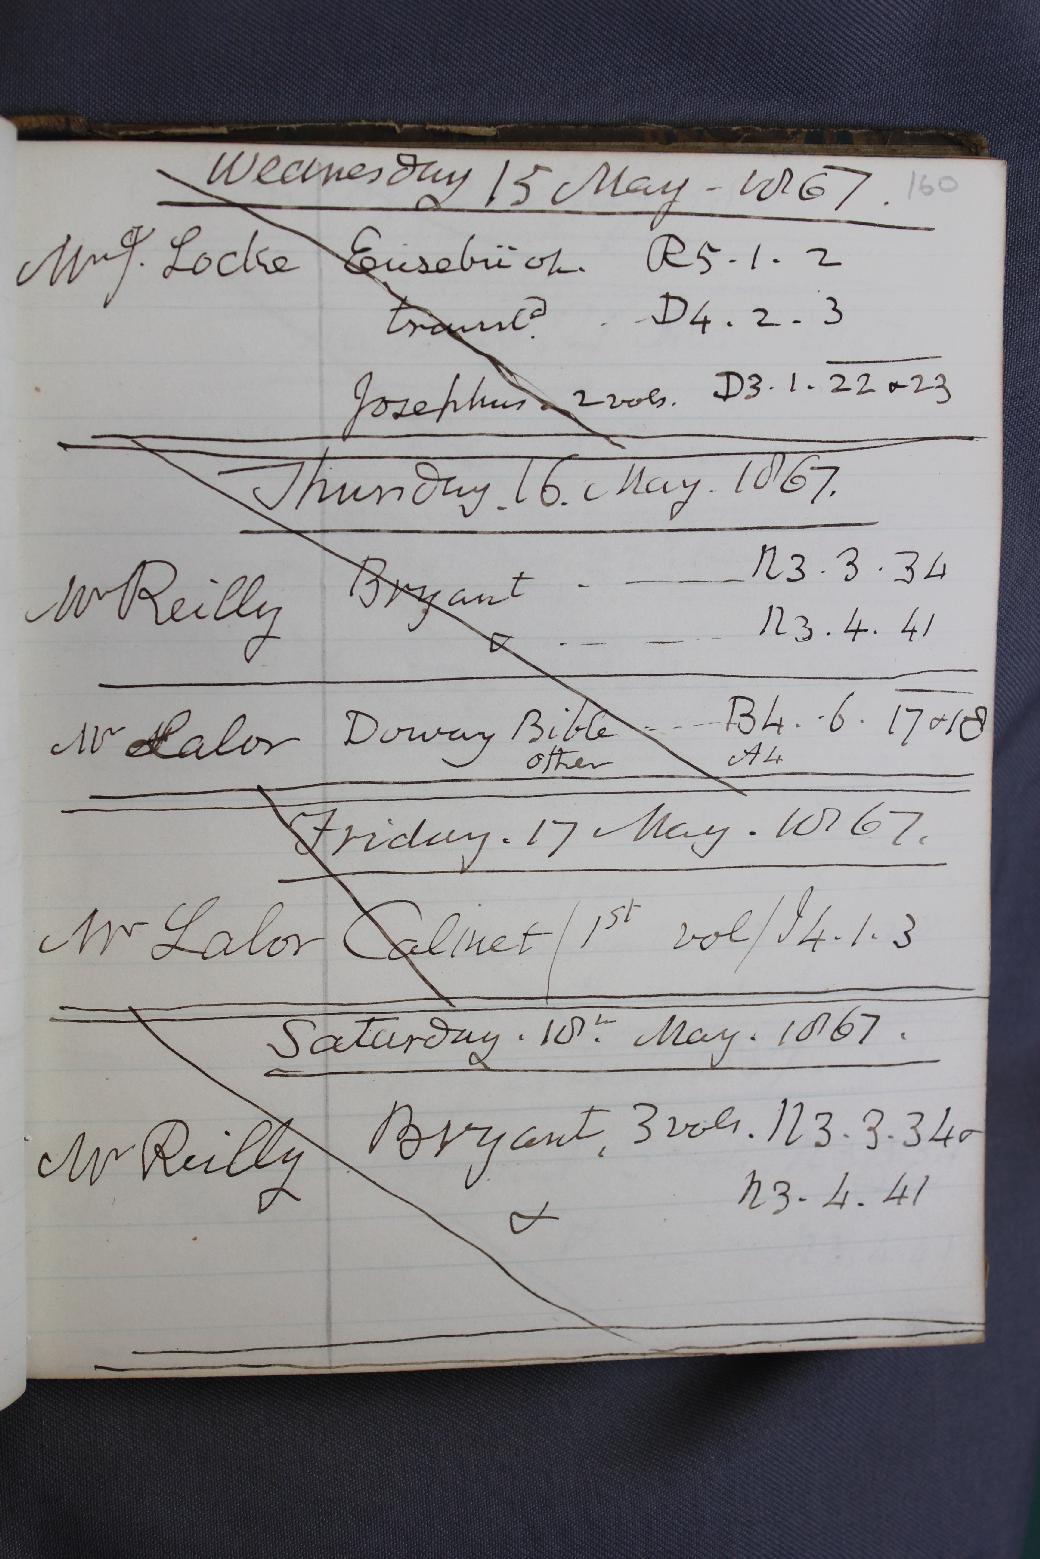 Wednesday 15 May - 1867. 160
Mr J. Locke Eusebii R5.1.2
transld. D4.2.3
Josephus. 2 vols. D3.1.22 & 23
Thursday. 16. May. 1867.
Mr Reilly Bryant - N3.3.34
& - N3.4.41
Mr Lalor Doway Bible B4.6.17 & 18
other A4
Friday. 17 May. 1867.
Mr Lalor Calmet / 1st vol / I4.1.3
Saturday. 18th. May. 1867.
Mr Reilly Bryant, 3 vols. N3.3.34 &
& N3.4.41